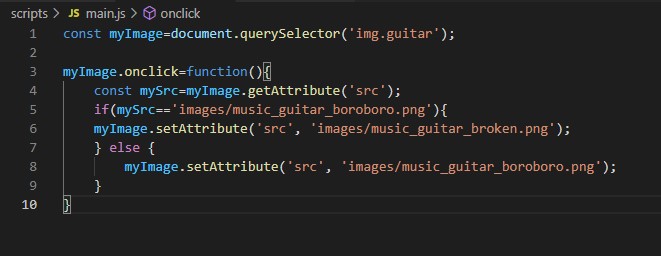 scripts > JS main.js > onclick
1 const myImage=document.querySelector('img.guitar');
2
3 myImage.onclick=function(){
4     const mySrc=myImage.getAttribute('src');
5     if(mySrc=='images/music_guitar_boroboro.png'){
6     myImage.setAttribute('src', 'images/music_guitar_broken.png');
7     } else {
8         myImage.setAttribute('src', 'images/music_guitar_boroboro.png');
9     }
10 }